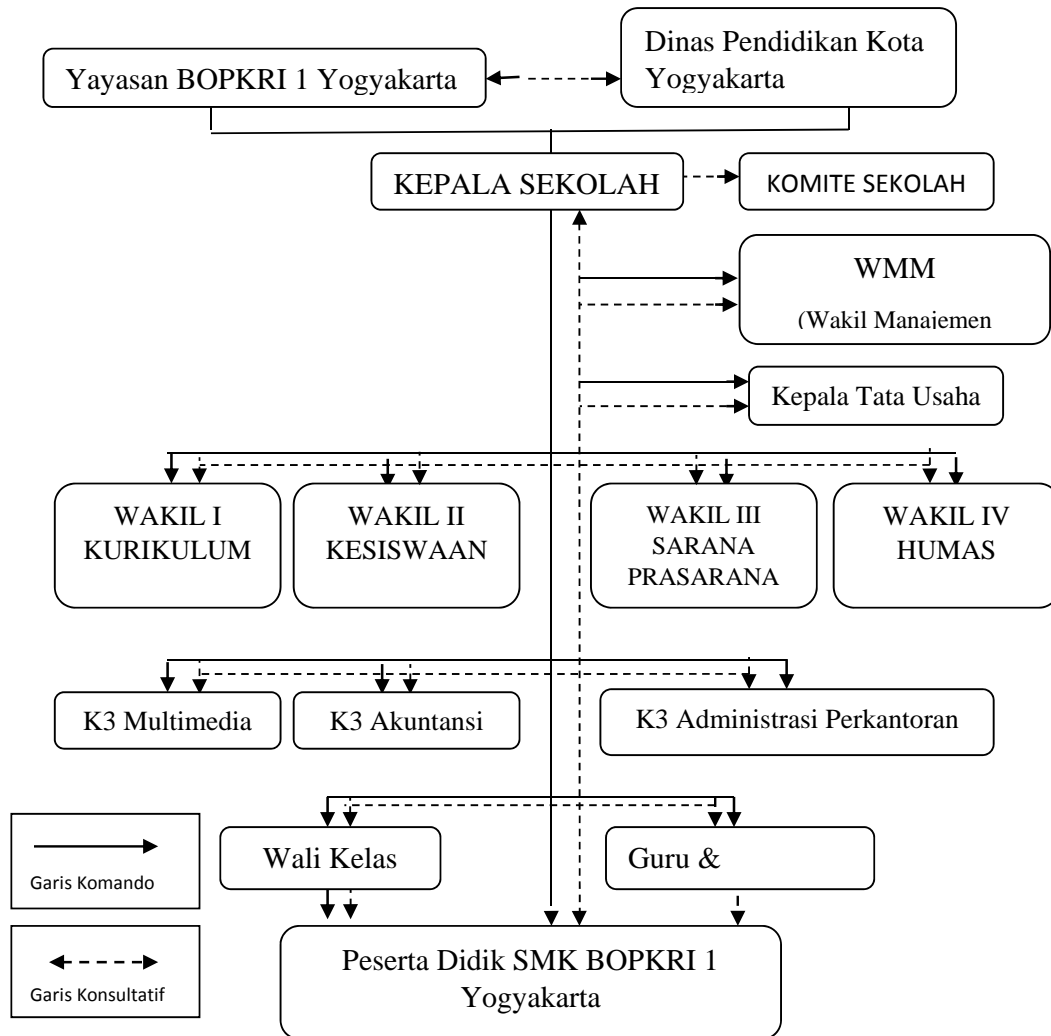 Dinas Pendidikan Kota
Yogyakarta
Yayasan BOPKRI 1 Yogyakarta
KEPALA SEKOLAH
KOMITE SEKOLAH
WMM
(Wakil Manajemen
Kepala Tata Usaha
WAKIL I
KURIKULUM
WAKIL II
KESISWAAN
WAKIL III
SARANA
PRASARANA
WAKIL IV
HUMAS
K3 Multimedia
K3 Akuntansi
K3 Administrasi Perkantoran
Wali Kelas
Guru &
Garis Komando
Peserta Didik SMK BOPKRI 1
Yogyakarta
Garis Konsultatif